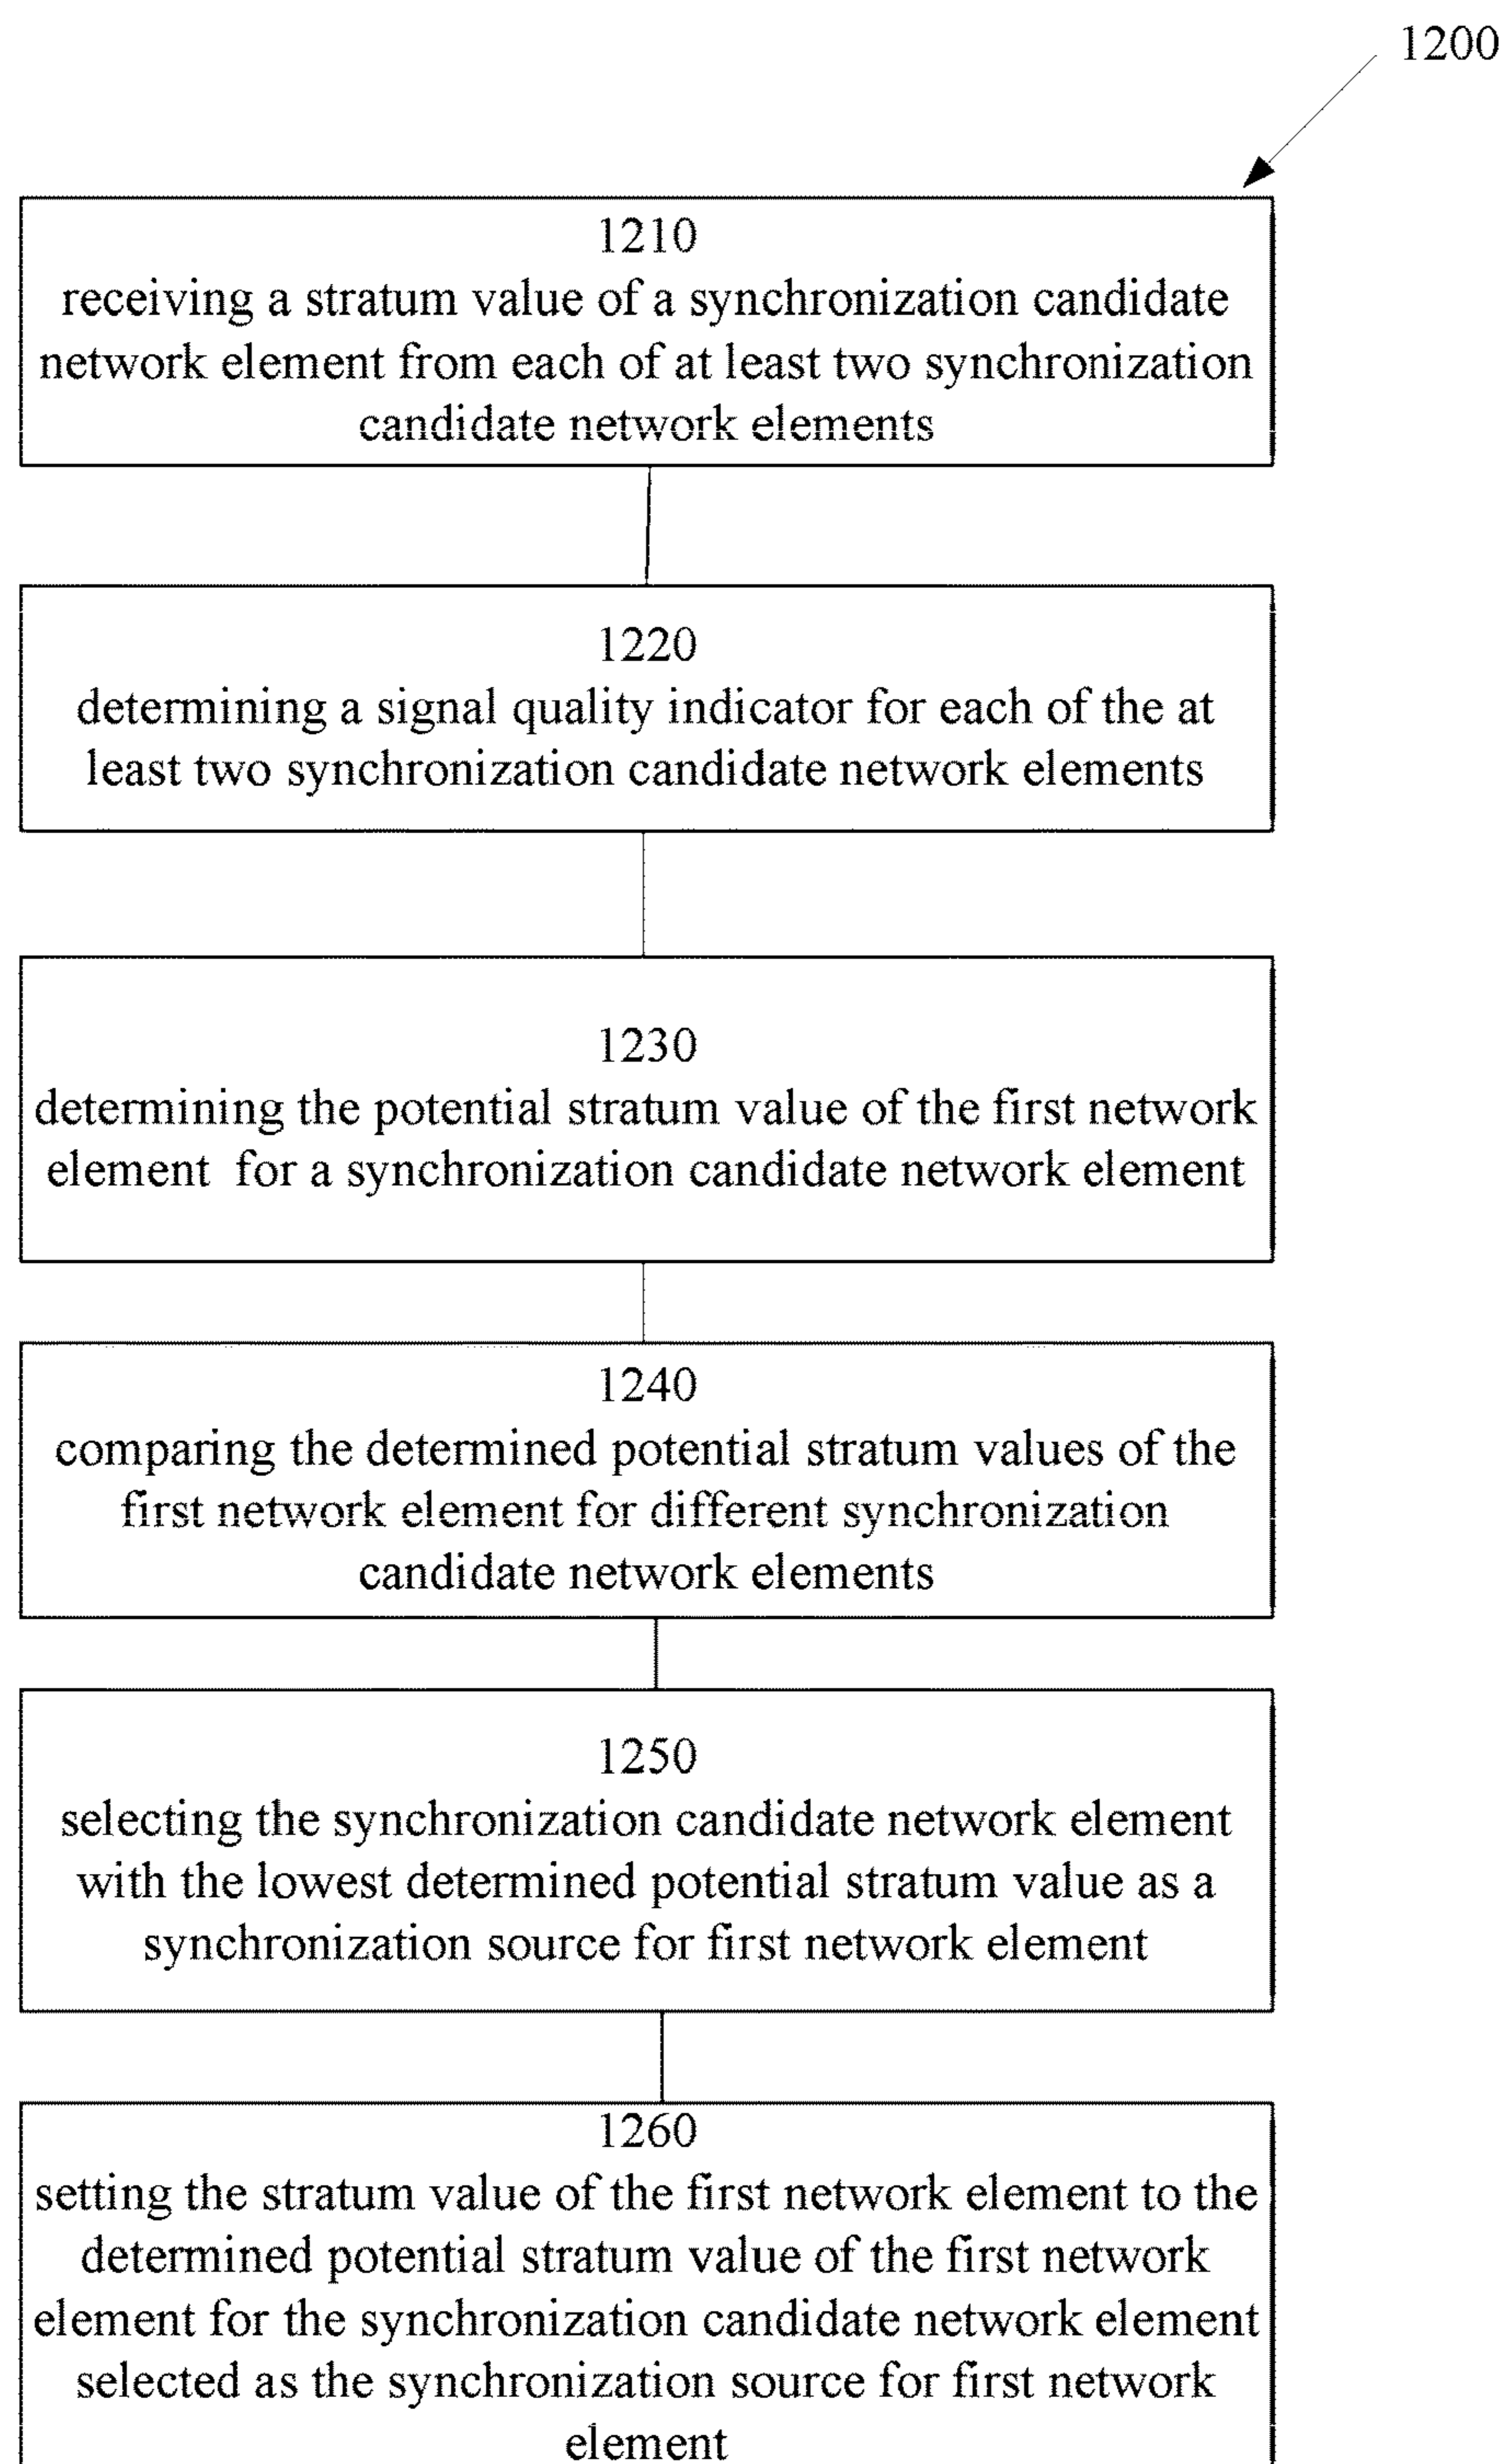 1200
1210
receiving a stratum value of a synchronization candidate
network element from each of at least two synchronization
candidate network elements
1220
determining a signal quality indicator for each of the at
least two synchronization candidate network elements
1230
determining the potential stratum value of the first network
element for a synchronization candidate network element
1240
comparing the determined potential stratum values of the
first network element for different synchronization
candidate network elements
1250
selecting the synchronization candidate network element
with the lowest determined potential stratum value as a
synchronization source for first network element
1260
setting the stratum value of the first network element to the
determined potential stratum value of the first network
element for the synchronization candidate network element
selected as the synchronization source for first network
element